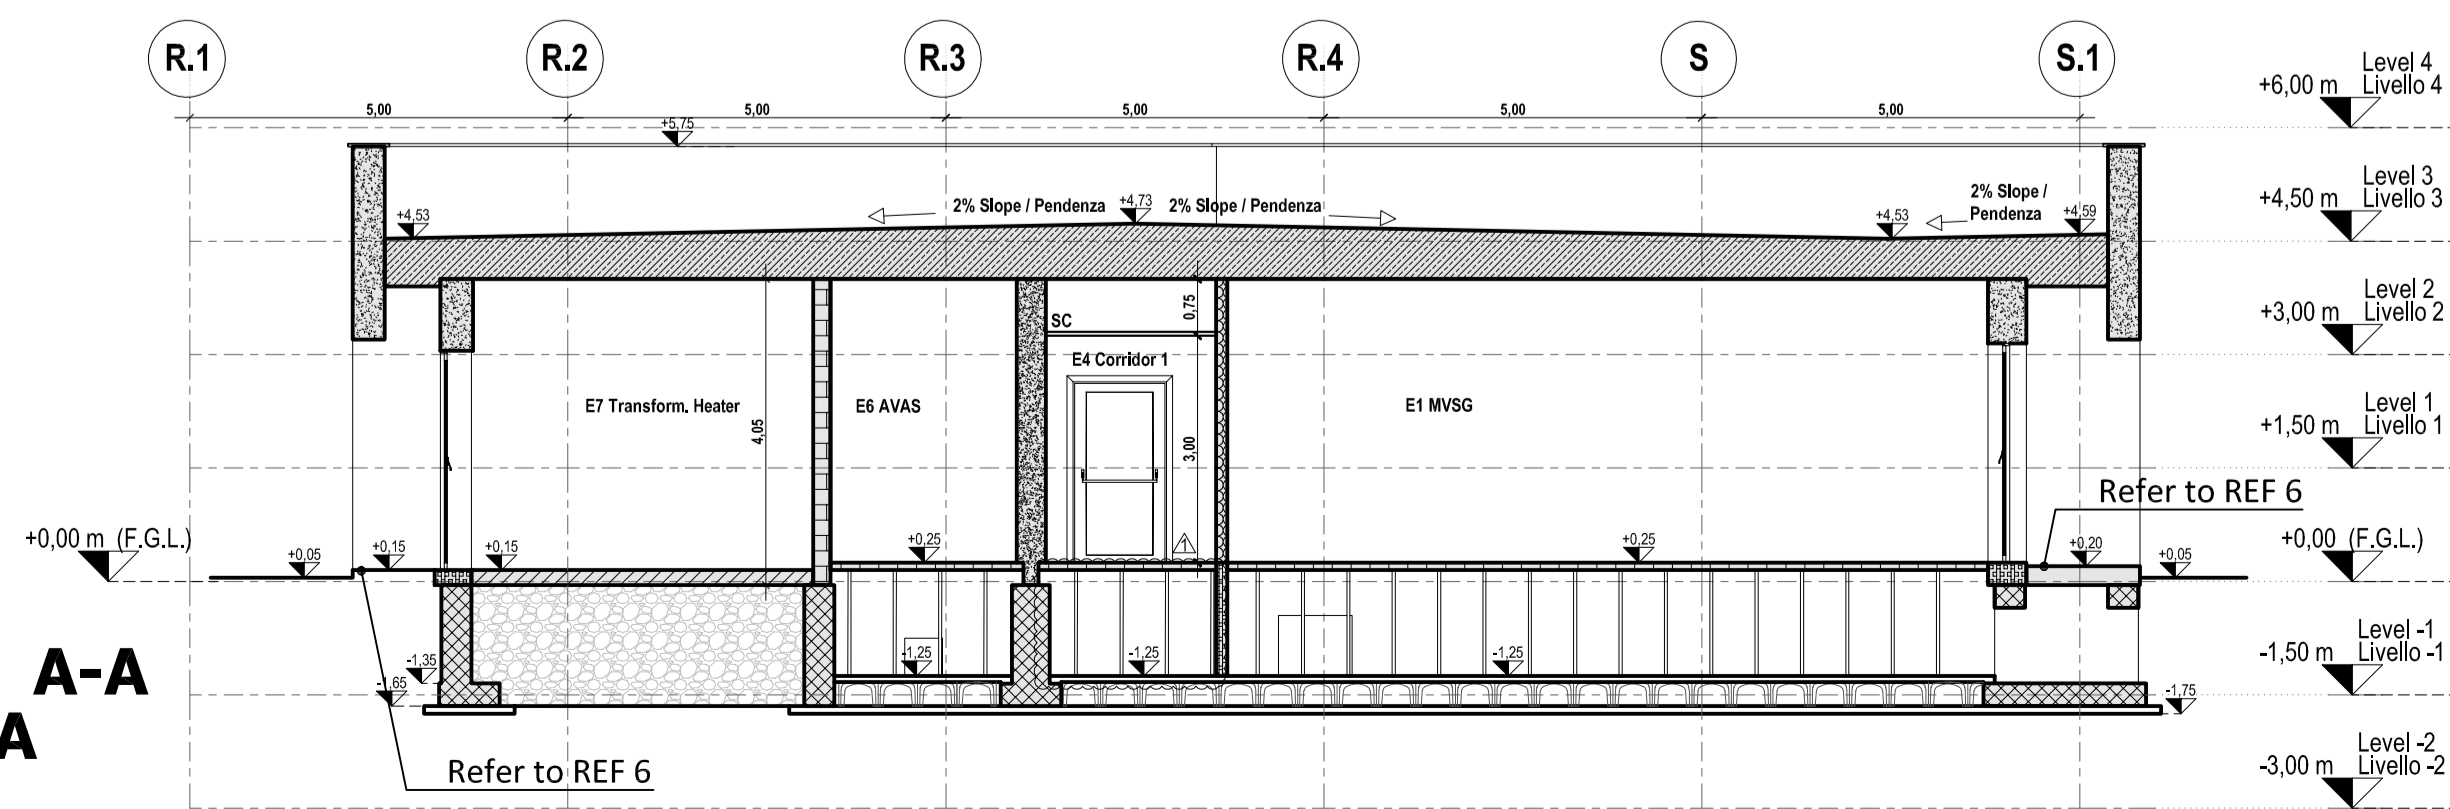 R.1
R.2
R.3
R.4
S
S.1
5,00
5,00
5,00
5,00
5,00
Level 4
+6,00 m Livello 4
+5,75
Level 3
+4,50 m Livello 3
2% Slope / Pendenza
+4,73
2% Slope / Pendenza
2% Slope /
Pendenza
+4,53
+4,53
+4,59
Level 2
+3,00 m Livello 2
0,75
SC
E4 Corridor 1
E7 Transform. Heater
E6 AVAS
E1 MVSG
4,05
3,00
Level 1
+1,50 m Livello 1
Refer to REF 6
+0,00 m (F.G.L.)
+0,05
+0,15
+0,15
+0,25
1
+0,25
+0,20
+0,05
+0,00 (F.G.L.)
A-A
-1,35
-1,65
-1,25
-1,25
-1,25
-1,75
Level -1
-1,50 m Livello -1
A
Refer to REF 6
Level -2
-3,00 m Livello -2